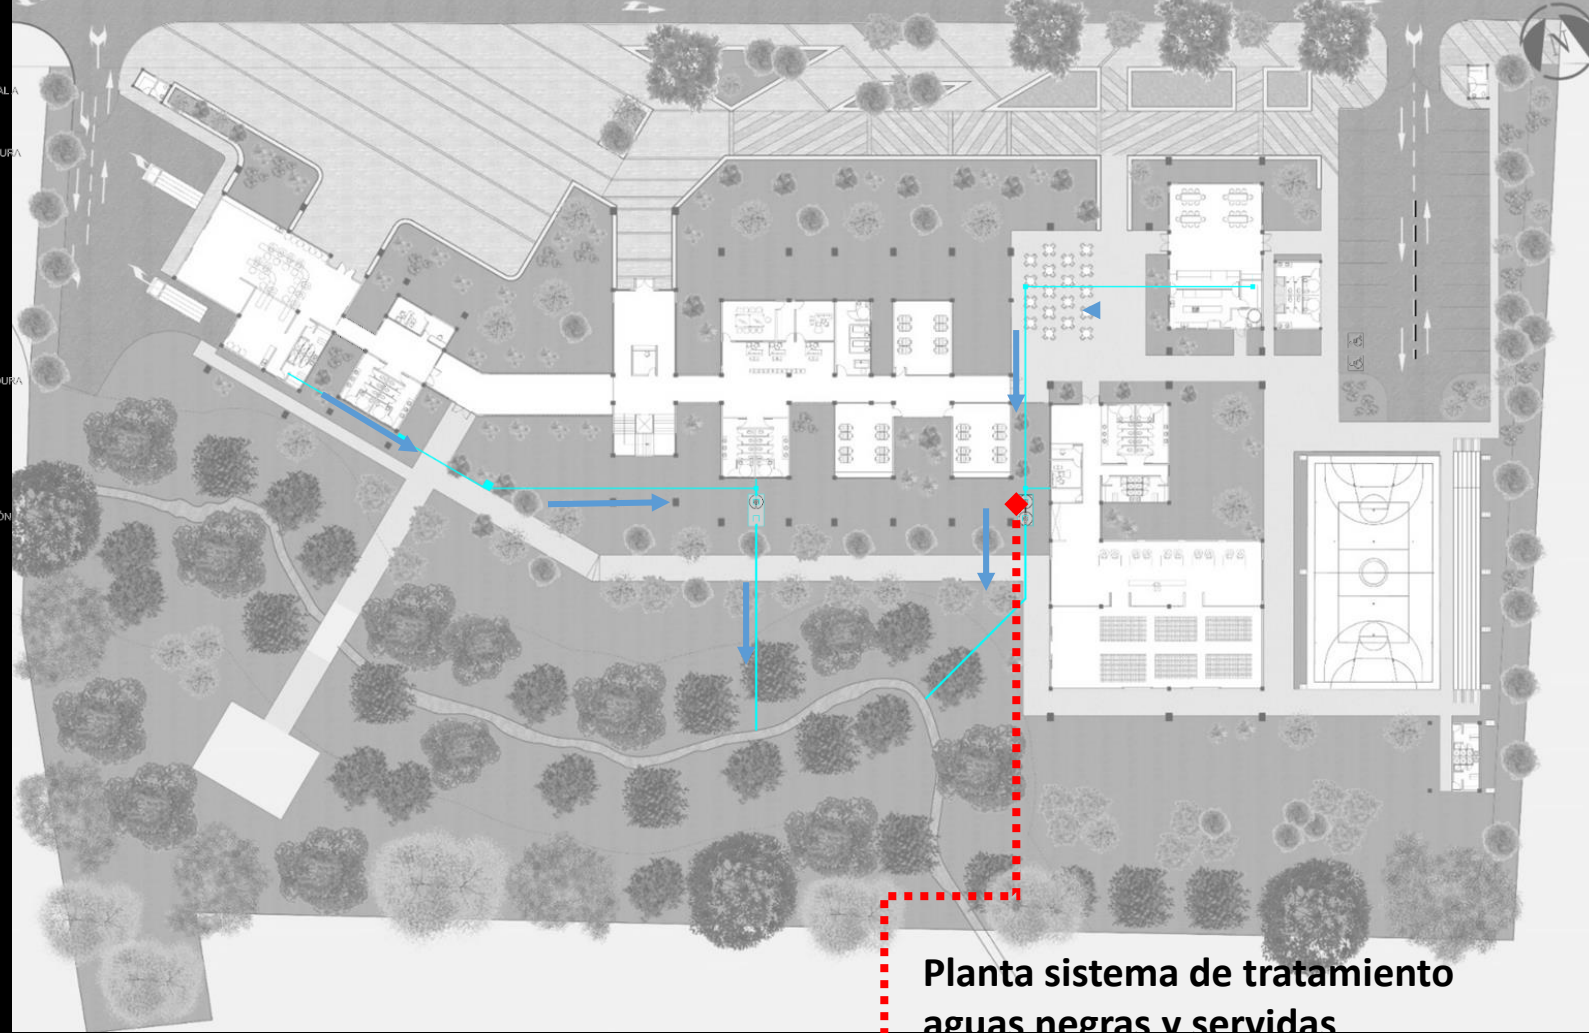 N
Planta sistema de tratamiento
aguas negras y servidas